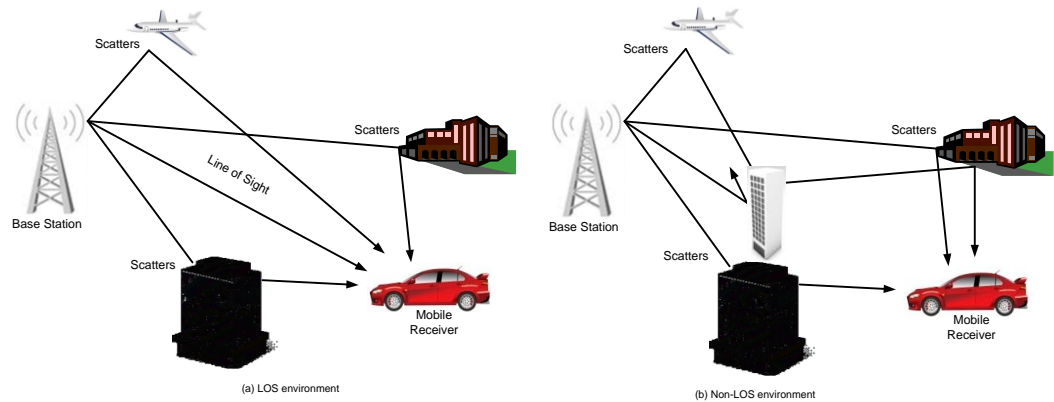 Scatters
Scatters
Line of Sight
Base Station
Scatters
Mobile
Receiver
(a) LOS environment
Scatters
Scatters
Base Station
Scatters
Mobile
Receiver
(b) Non-LOS environment